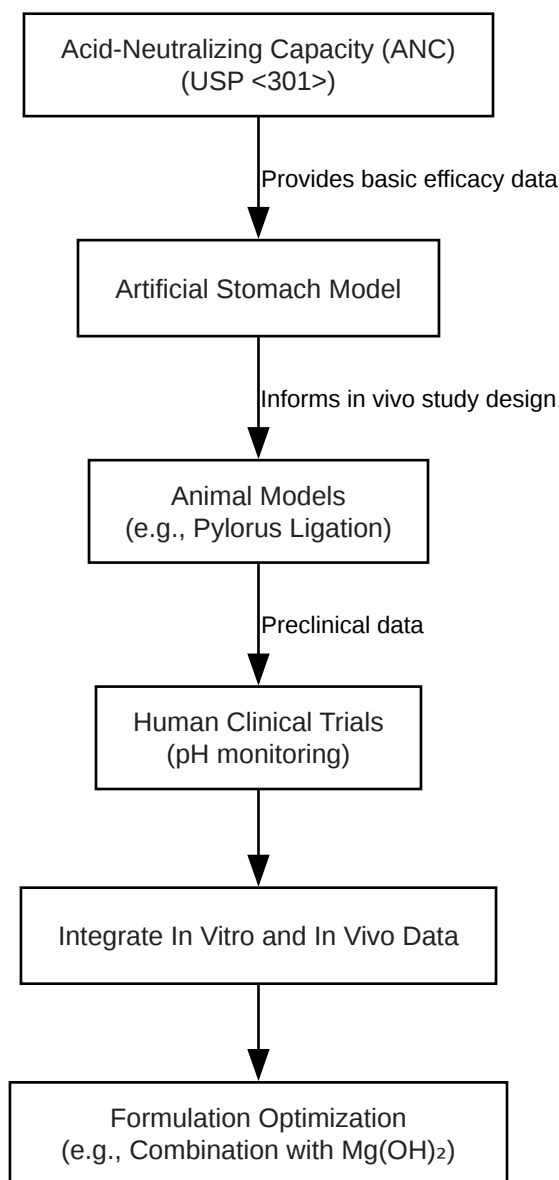 Acid-Neutralizing Capacity (ANC)
(USP <301>)
Provides basic efficacy data
Artificial Stomach Model
Informs in vivo study design
Animal Models
(e.g., Pylorus Ligation)
Preclinical data
Human Clinical Trials
(pH monitoring)
Integrate In Vitro and In Vivo Data
Formulation Optimization
(e.g., Combination with Mg(OH)₂)